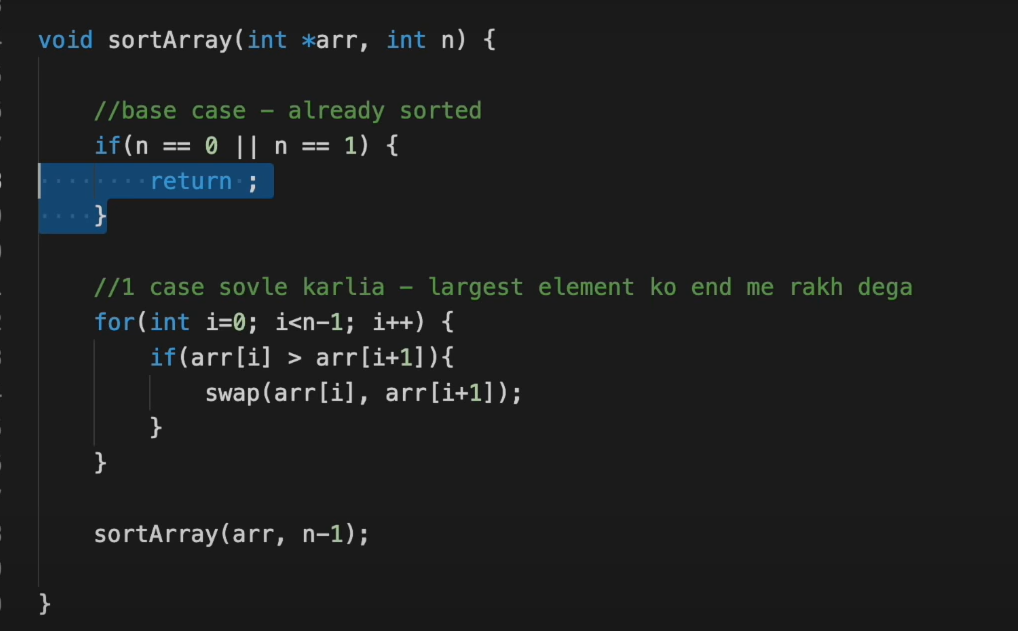 void sortArray(int *arr, int n) {
//base case - already sorted
if(n == 0 || n == 1) {
return ;
}
//1 case sovle karlia - largest element ko end me rakh dega
for(int i=0; i<n-1; i++) {
if(arr[i] > arr[i+1]){
swap(arr[i], arr[i+1]);
}
}
sortArray(arr, n-1);
}